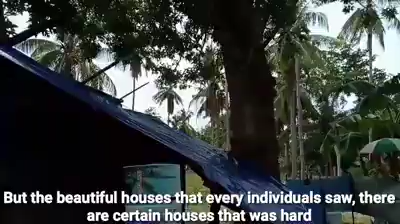 But the beautiful houses that every individuals saw, there
are certain houses that was hard